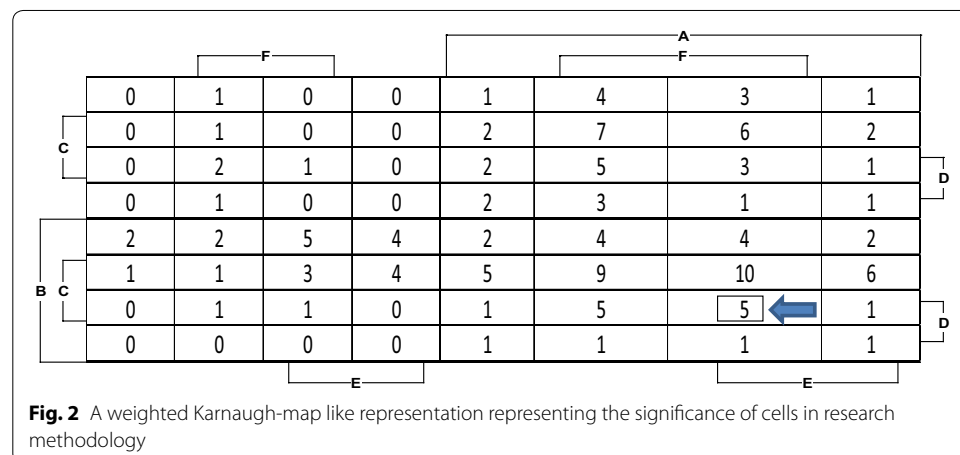 A
F F
0 1 0 0 1 4 3 1
0 1 0 0 2 7 6 2
C
0 2 1 0 2 5 3 1
D
0 1 0 0 2 3 1 1
2 2 5 4 2 4 4 2
1 1 3 4 5 9 10 6
B C
0 1 1 0 1 5 5 1
D
0 0 0 0 1 1 1 1
E E
Fig. 2 A weighted Karnaugh-map like representation representing the significance of cells in research
methodology